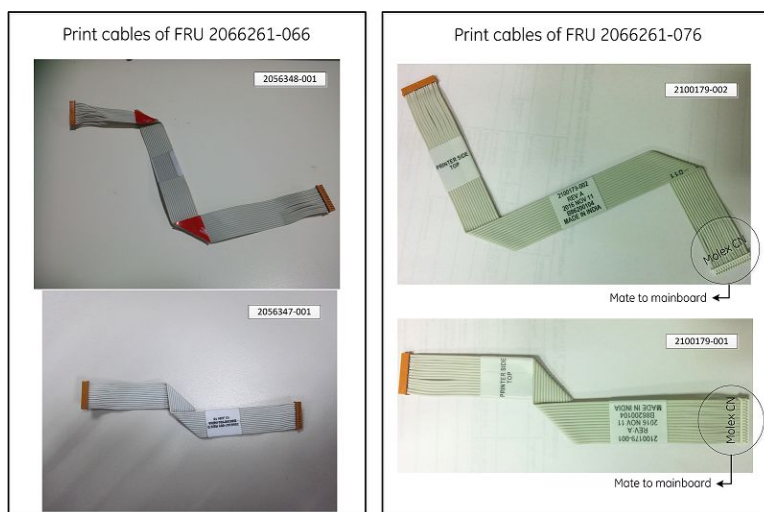 Print cables of FRU 2066261-066
2056348-001
2056347-001
Print cables of FRU 2066261-076
2100179-002
PRINTER SIDE
TOP
2100179-002
REV A
2016 NOV 11
B86200104
MADE IN INDIA
Molex CN
Mate to mainboard
2100179-001
PRINTER SIDE
TOP
2100179-001
REV:A
2016 NOV 11
B86200104
MADE IN INDIA
Molex CN
Mate to mainboard